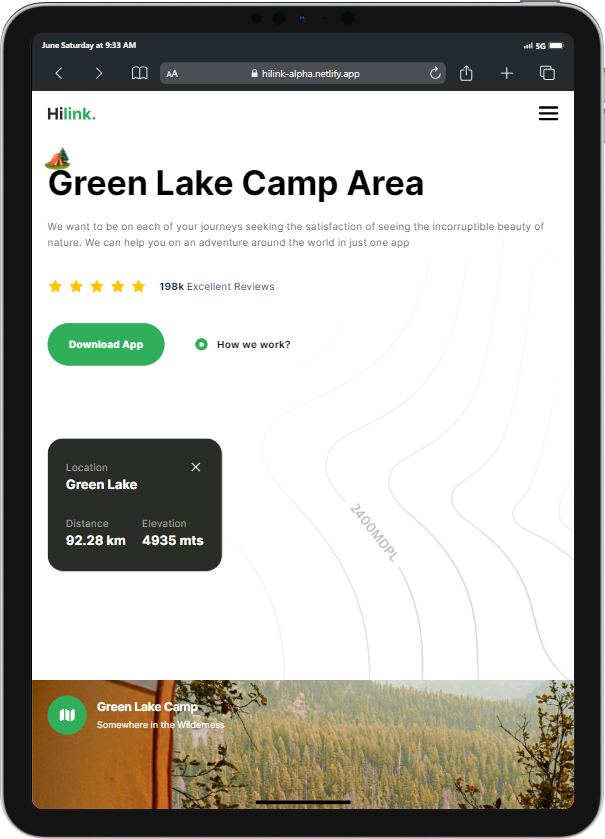 June Saturday at 9:33 AM
5G
AA
hilink-alpha.netlify.app
Hilink.
Green Lake Camp Area
We want to be on each of your journeys seeking the satisfaction of seeing the incorruptible beauty of
nature. We can help you on an adventure around the world in just one app
198k Excellent Reviews
Download App
How we work?
Location
Green Lake
Distance Elevation
92.28 km 4935 mts
2400MDPL
Green Lake Camp
Somewhere in the Wilderness